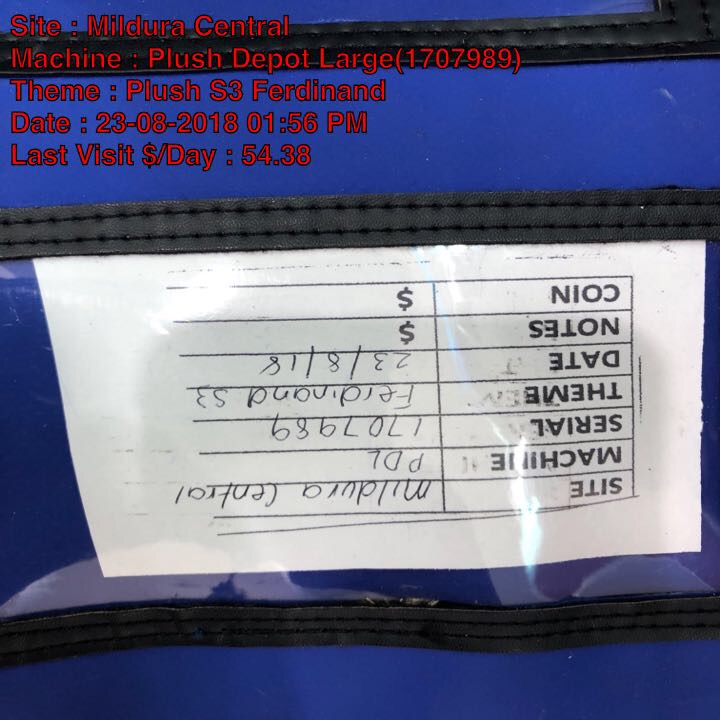 Site : Mildura Central
Machine : Plush Depot Large(1707989)
Theme : Plush S3 Ferdinand
Date : 23-08-2018 01:56 PM
Last Visit $/Day : 54.38
SITE Mildura Central
MACHINE PDL
SERIAL 1707989
THEME Ferdinand S3
DATE 23/8/18
NOTES $
COIN $